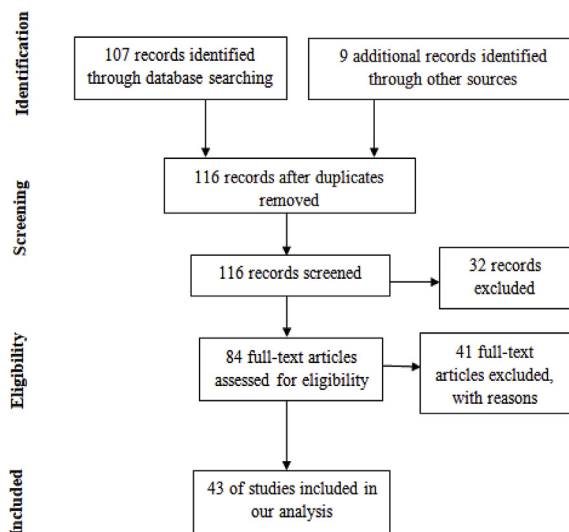 Identification
107 records identified
through database searching
9 additional records identified
through other sources
Screening
116 records after duplicates
removed
116 records screened
32 records
excluded
Eligibility
84 full-text articles
assessed for eligibility
41 full-text
articles excluded,
with reasons
Included
43 of studies included in
our analysis